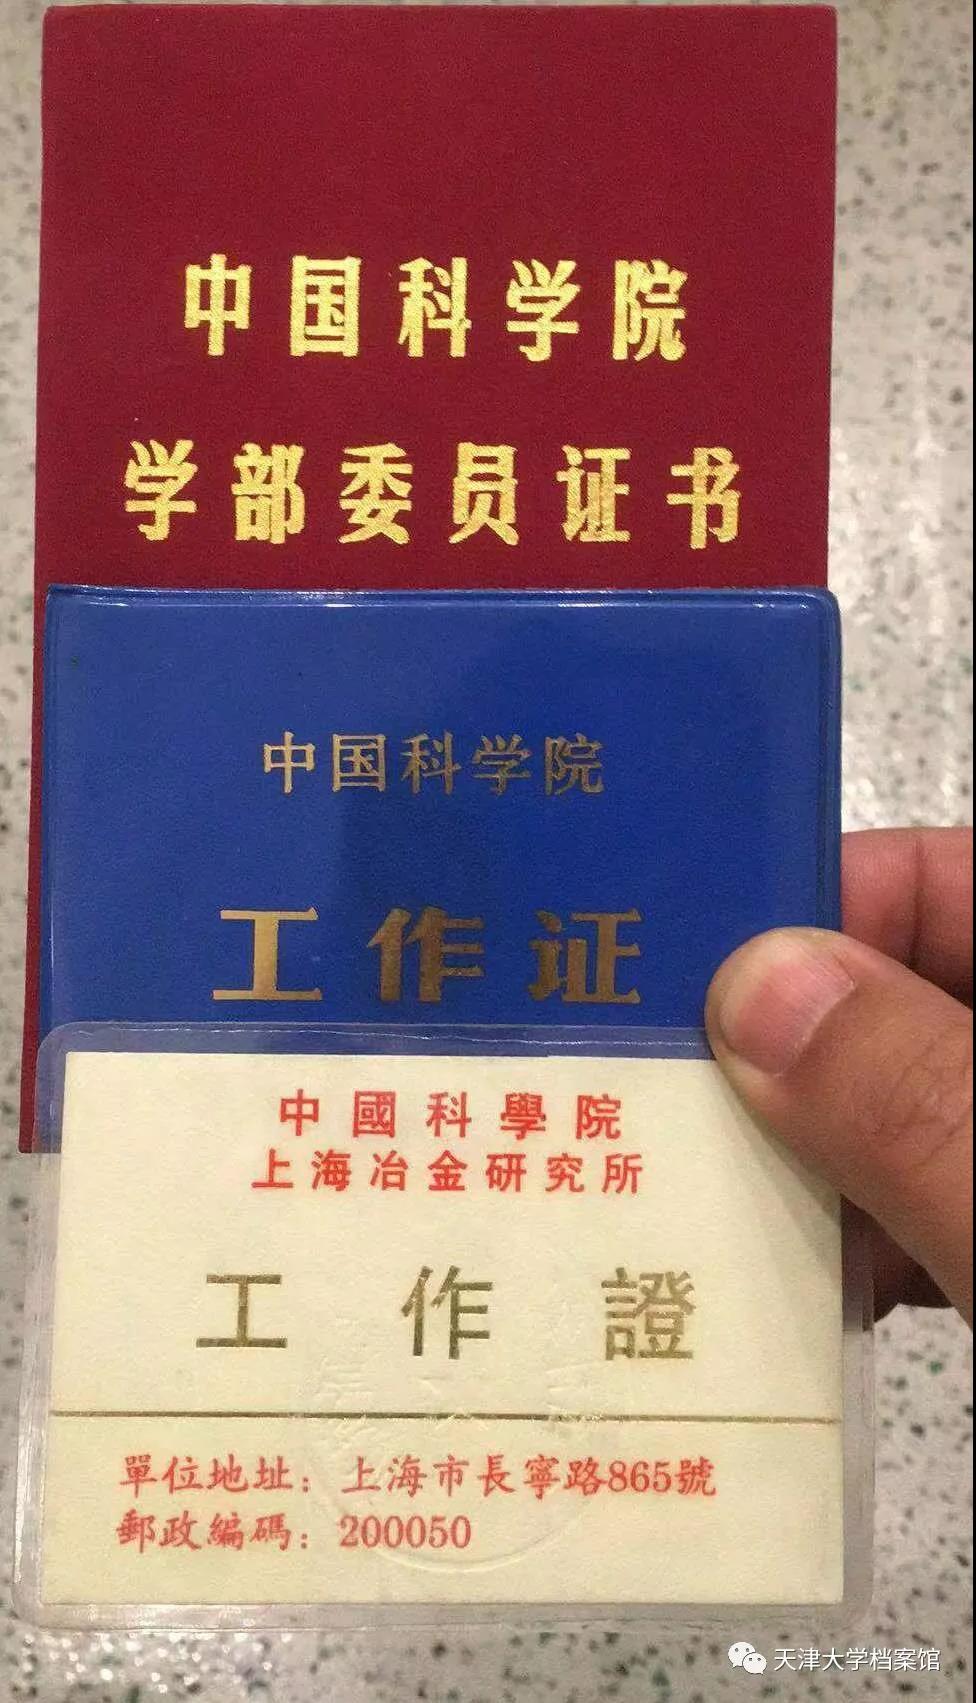 中国科学院
学部委员证书
中国科学院
工作证
中國科學院
上海冶金研究所
工作證
單位地址：上海市長寧路865號
郵政編碼：200050
天津大学档案馆